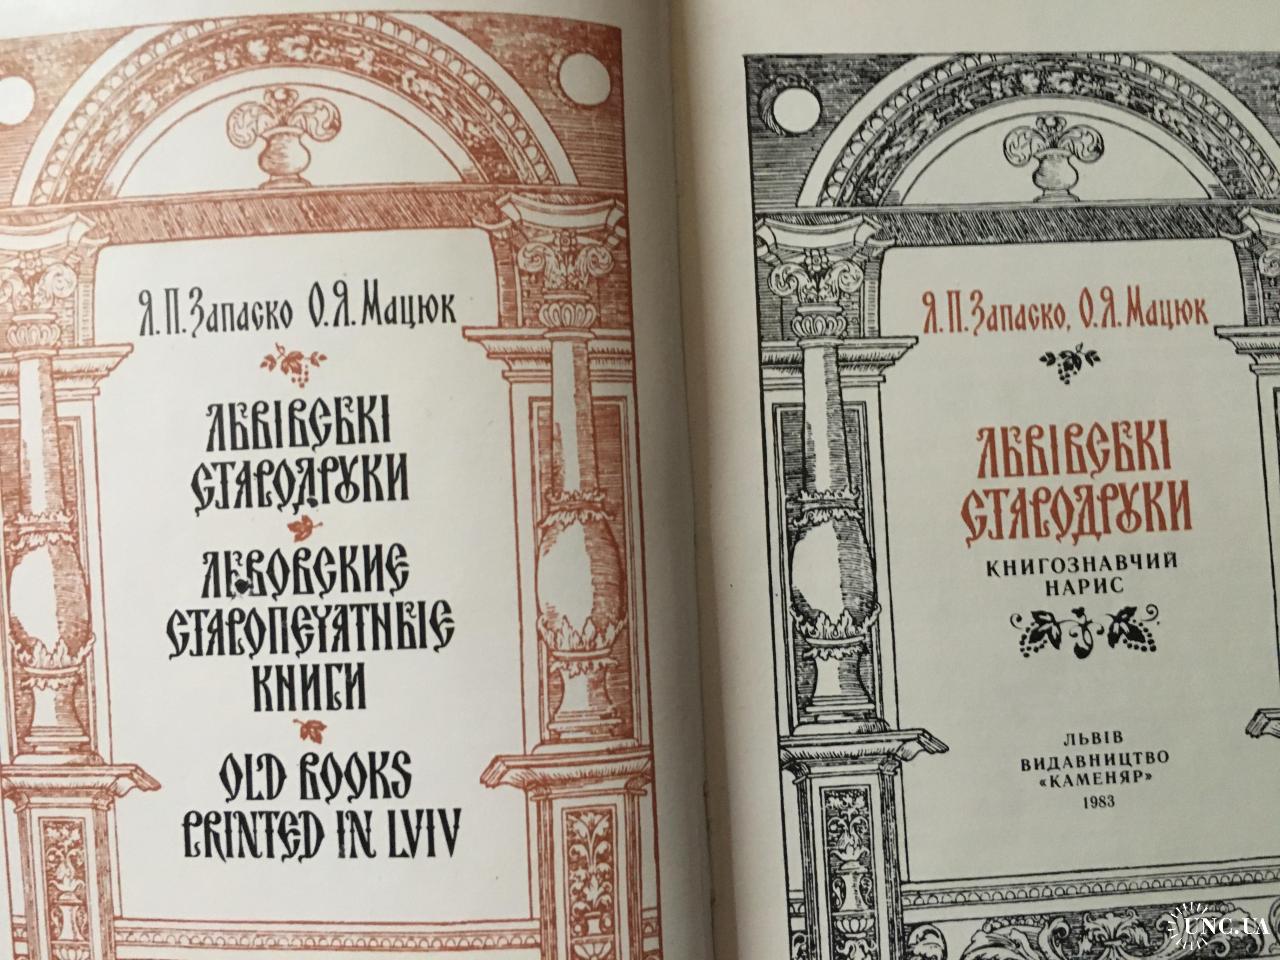 Я.П.Запаско О.Я.Мацюк
ЛЬВІВСЬКІ
СТАРОДРУКИ
ЛЬВОВСКИЕ
СТАРОПЕЧАТНЫЕ
КНИГИ
OLD BOOKS
PRINTED IN LVIV
Я.П.Запаско, О.Я.Мацюк
ЛЬВІВСЬКІ
СТАРОДРУКИ
КНИГОЗНАВЧИЙ
НАРИС
ЛЬВІВ
ВИДАВНИЦТВО
«КАМЕНЯР»
1983
UNC.UA